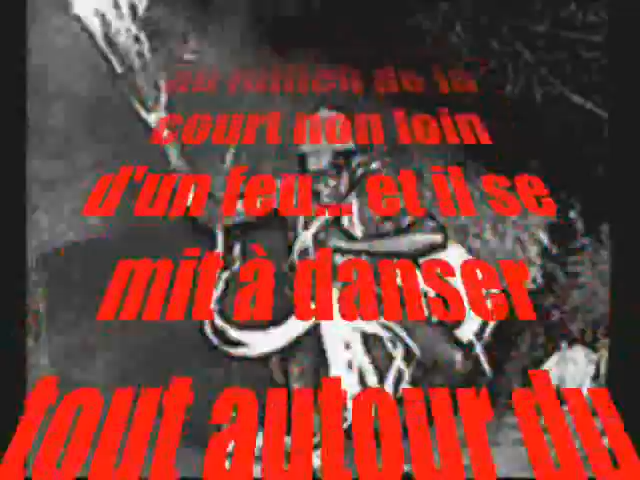 au milieu de la
court non loin
d'un feu... et il se
mit à danser
tout autour du